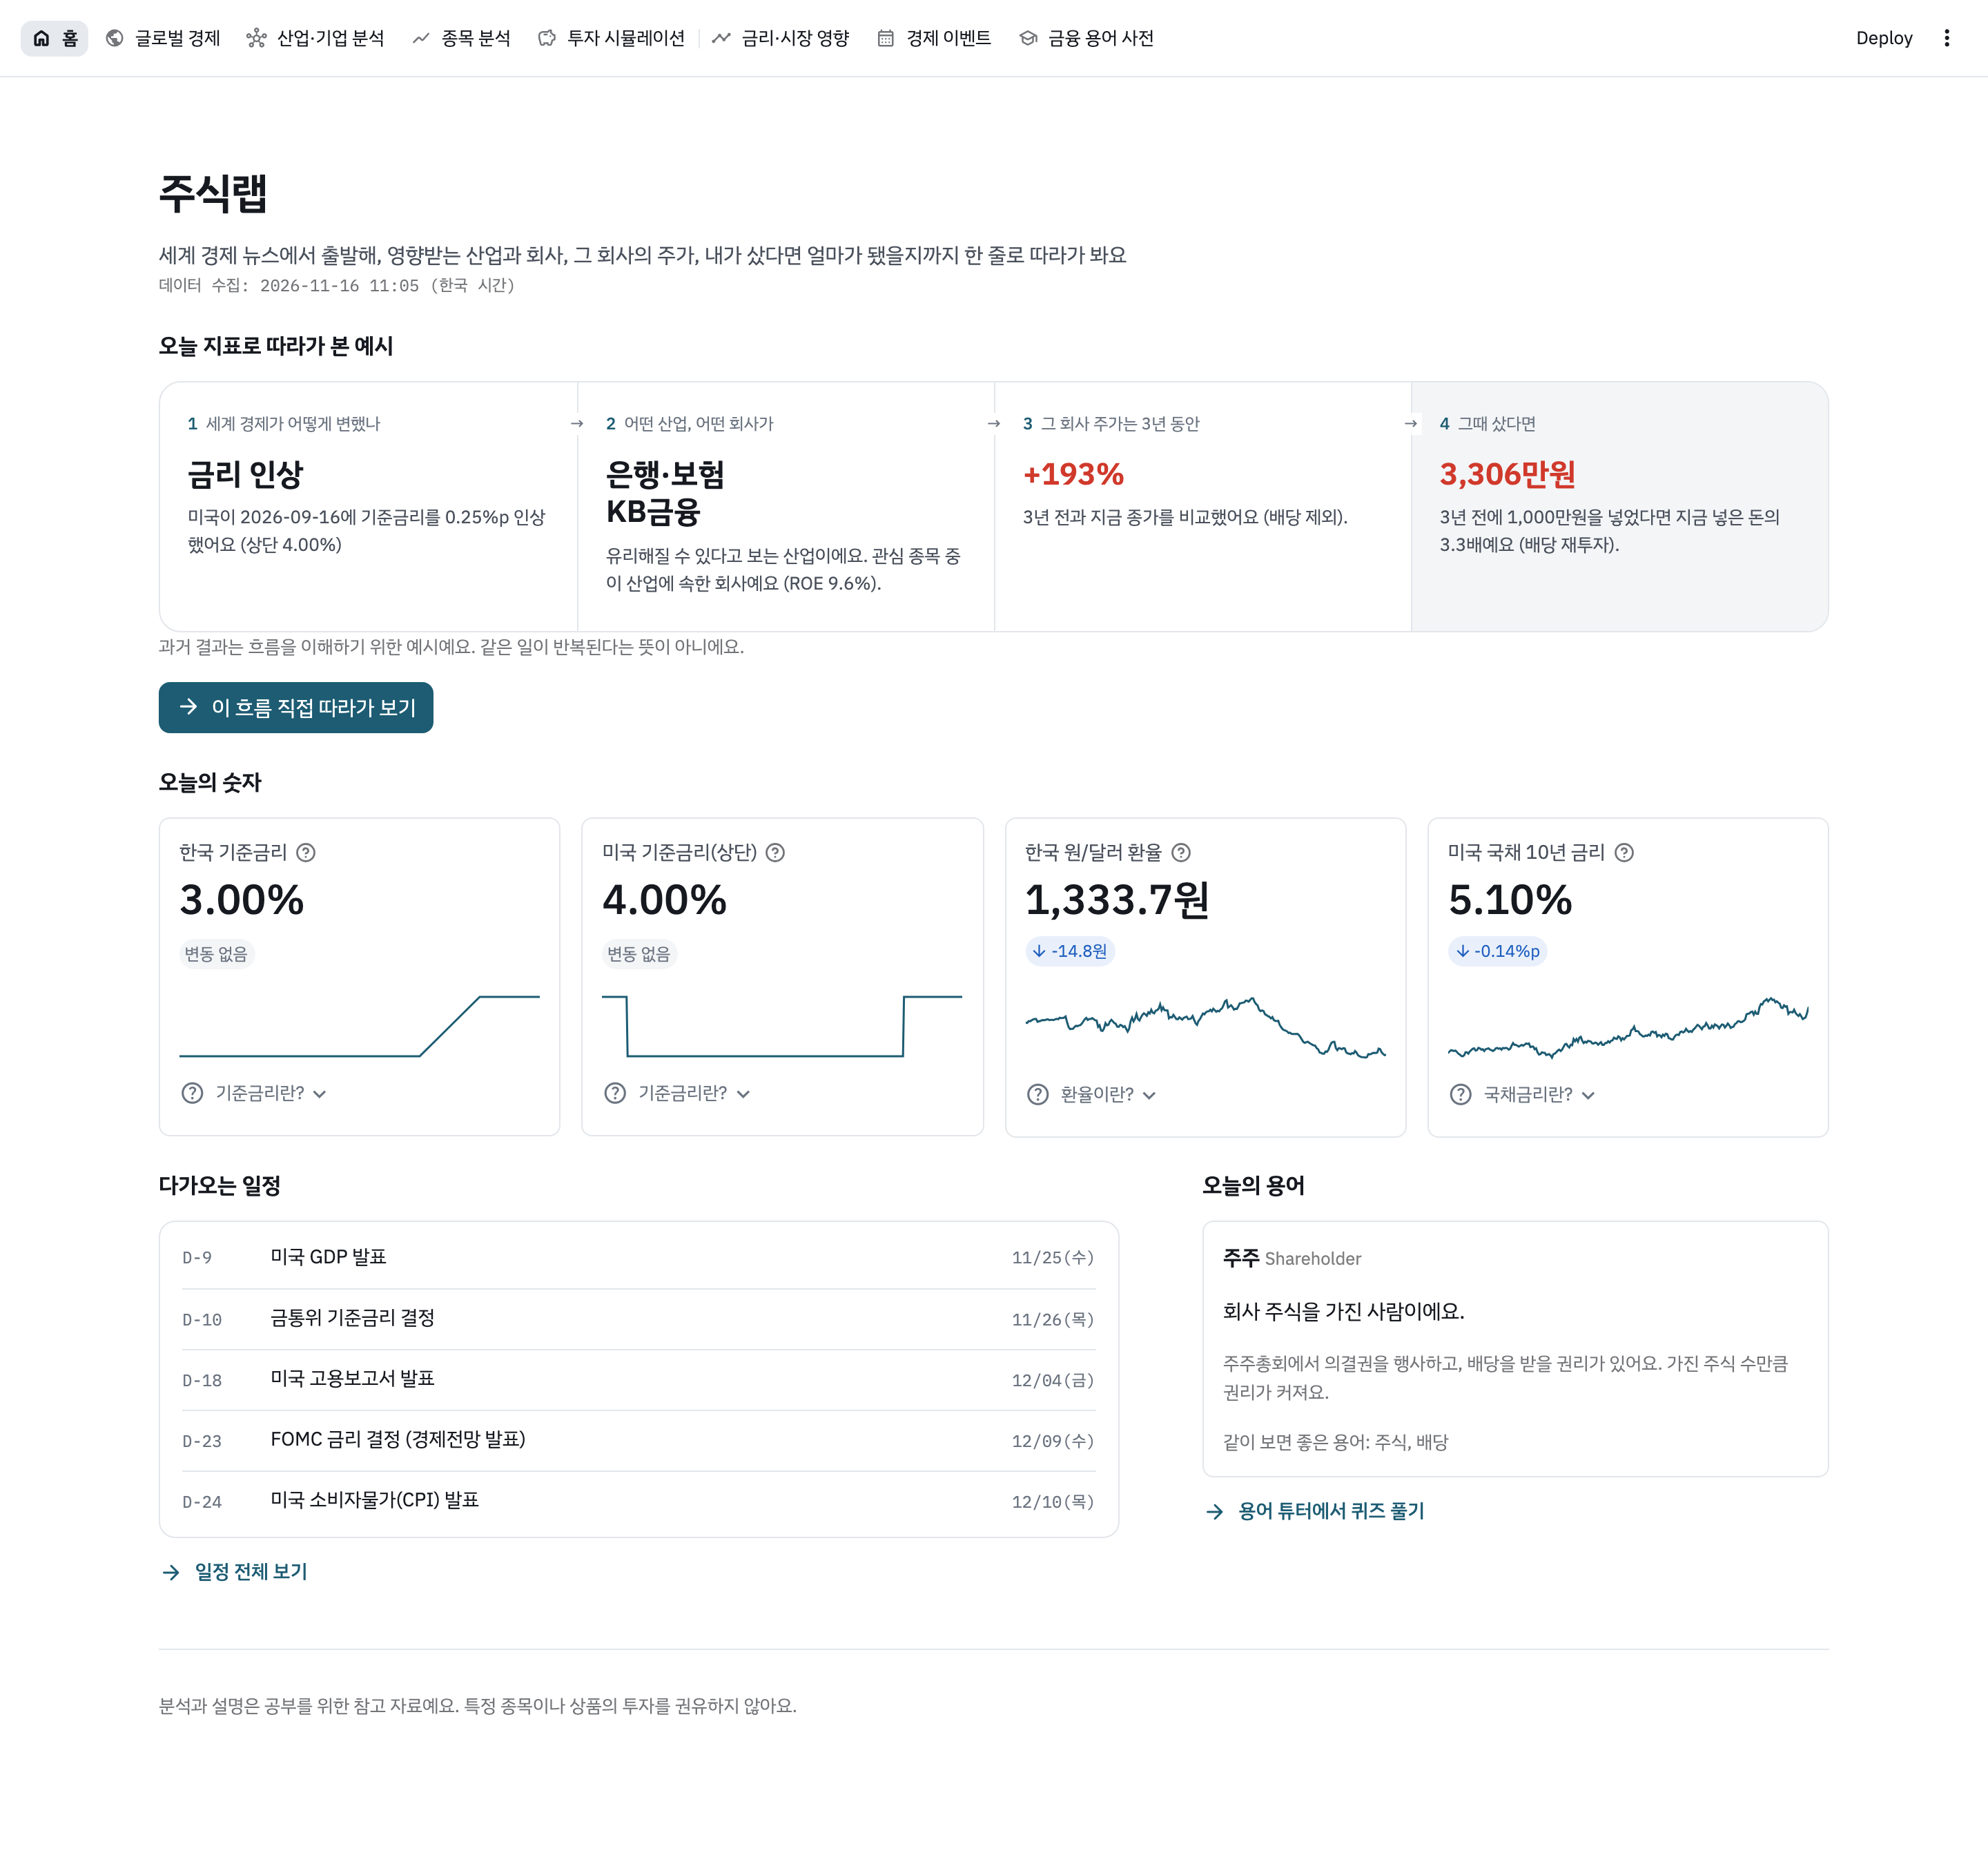 홈
글로벌 경제
산업·기업 분석
종목 분석
투자 시뮬레이션
금리·시장 영향
경제 이벤트
금융 용어 사전
Deploy
주식랩
세계 경제 뉴스에서 출발해, 영향받는 산업과 회사, 그 회사의 주가, 내가 샀다면 얼마가 됐을지까지 한 줄로 따라가 봐요
데이터 수집: 2026-11-16 11:05 (한국 시간)
오늘 지표로 따라가 본 예시
1 세계 경제가 어떻게 변했나
금리 인상
미국이 2026-09-16에 기준금리를 0.25%p 인상
했어요 (상단 4.00%)
→
2 어떤 산업, 어떤 회사가
은행·보험
KB금융
유리해질 수 있다고 보는 산업이에요. 관심 종목 중
이 산업에 속한 회사예요 (ROE 9.6%).
→
3 그 회사 주가는 3년 동안
+193%
3년 전과 지금 종가를 비교했어요 (배당 제외).
→
4 그때 샀다면
3,306만원
3년 전에 1,000만원을 넣었다면 지금 넣은 돈의
3.3배예요 (배당 재투자).
과거 결과는 흐름을 이해하기 위한 예시예요. 같은 일이 반복된다는 뜻이 아니에요.
→ 이 흐름 직접 따라가 보기
오늘의 숫자
한국 기준금리 ?
3.00%
변동 없음
? 기준금리란?
미국 기준금리(상단) ?
4.00%
변동 없음
? 기준금리란?
한국 원/달러 환율 ?
1,333.7원
↓ -14.8원
? 환율이란?
미국 국채 10년 금리 ?
5.10%
↓ -0.14%p
? 국채금리란?
다가오는 일정
D-9 미국 GDP 발표 11/25(수)
D-10 금통위 기준금리 결정 11/26(목)
D-18 미국 고용보고서 발표 12/04(금)
D-23 FOMC 금리 결정 (경제전망 발표) 12/09(수)
D-24 미국 소비자물가(CPI) 발표 12/10(목)
→ 일정 전체 보기
오늘의 용어
주주 Shareholder
회사 주식을 가진 사람이에요.
주주총회에서 의결권을 행사하고, 배당을 받을 권리가 있어요. 가진 주식 수만큼
권리가 커져요.
같이 보면 좋은 용어: 주식, 배당
→ 용어 튜터에서 퀴즈 풀기
분석과 설명은 공부를 위한 참고 자료예요. 특정 종목이나 상품의 투자를 권유하지 않아요.